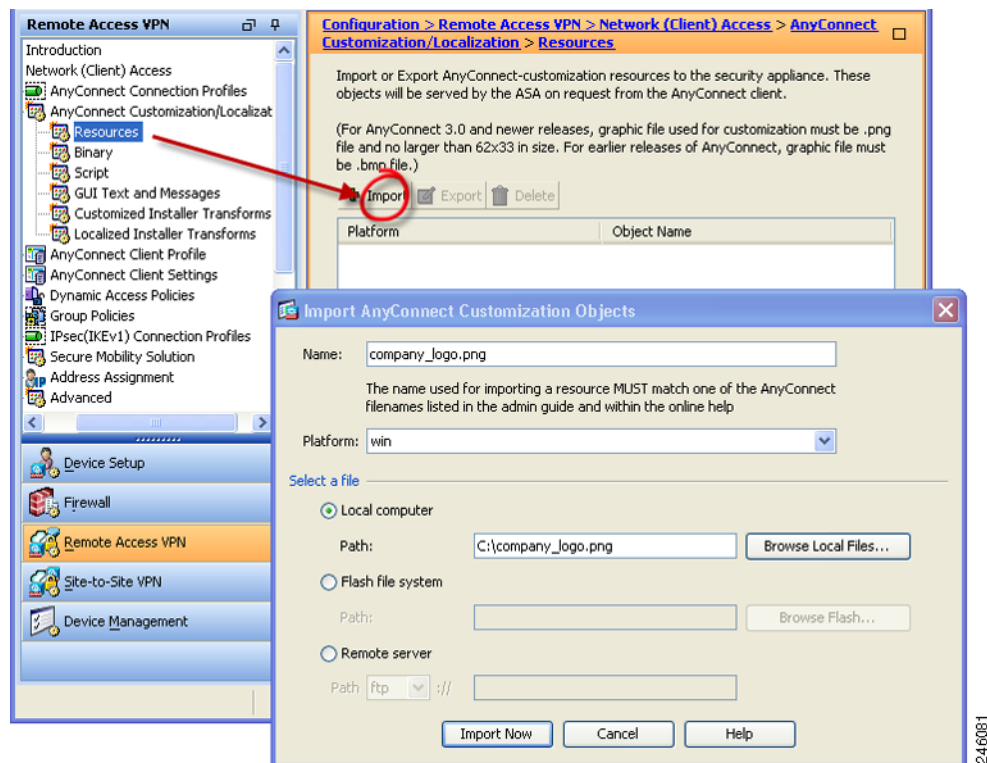 Remote Access VPN
Introduction
Network (Client) Access
AnyConnect Connection Profiles
AnyConnect Customization/Localizat
Resources
Binary
Script
GUI Text and Messages
Customized Installer Transforms
Localized Installer Transforms
AnyConnect Client Profile
AnyConnect Client Settings
Dynamic Access Policies
Group Policies
IPsec(IKEv1) Connection Profiles
Secure Mobility Solution
Address Assignment
Advanced
Device Setup
Firewall
Remote Access VPN
Site-to-Site VPN
Device Management
Configuration > Remote Access VPN > Network (Client) Access > AnyConnect
Customization/Localization > Resources
Import or Export AnyConnect-customization resources to the security appliance. These
objects will be served by the ASA on request from the AnyConnect client.
(For AnyConnect 3.0 and newer releases, graphic file used for customization must be .png
file and no larger than 62x33 in size. For earlier releases of AnyConnect, graphic file must
be .bmp file.)
Import Export Delete
Platform Object Name
Import AnyConnect Customization Objects
Name: company_logo.png
The name used for importing a resource MUST match one of the AnyConnect
filenames listed in the admin guide and within the online help
Platform: win
Select a file
Local computer
Path: C:\company_logo.png Browse Local Files...
Flash file system
Path: Browse Flash...
Remote server
Path ftp ://
Import Now Cancel Help
246081